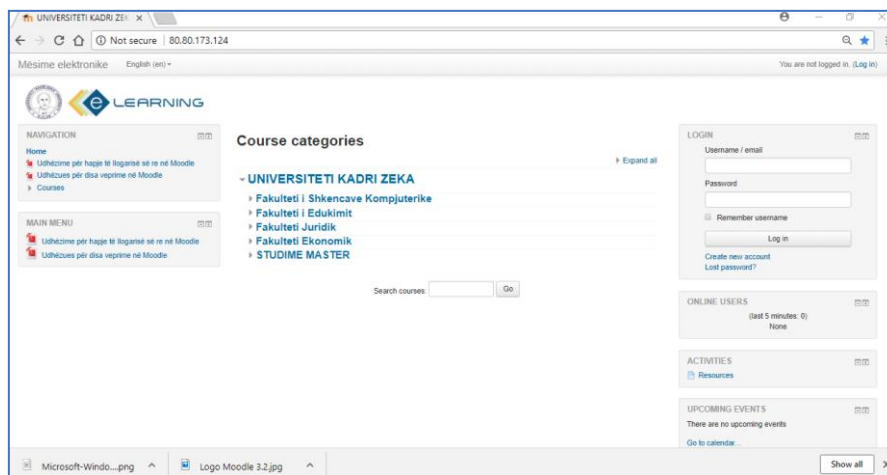 UNIVERSITETI KADRI ZEK
Not secure | 80.80.173.124
Mësime elektronike English (en)
You are not logged in. (Log in)
e LEARNING
NAVIGATION
Home
Udhëzime për hapje të llogarisë së re në Moodle
Udhëzues për disa veprime në Moodle
Courses
MAIN MENU
Udhëzime për hapje të llogarisë së re në Moodle
Udhëzues për disa veprime në Moodle
Course categories
Expand all
UNIVERSITETI KADRI ZEKA
Fakulteti i Shkencave Kompjuterike
Fakulteti i Edukimit
Fakulteti Juridik
Fakulteti Ekonomik
STUDIME MASTER
Search courses: Go
LOGIN
Username / email
Password
Remember username
Log in
Create new account
Lost password?
ONLINE USERS
(last 5 minutes: 0)
None
ACTIVITIES
Resources
UPCOMING EVENTS
There are no upcoming events
Go to calendar...
Microsoft-Windo....png
Logo Moodle 3.2.jpg
Show all